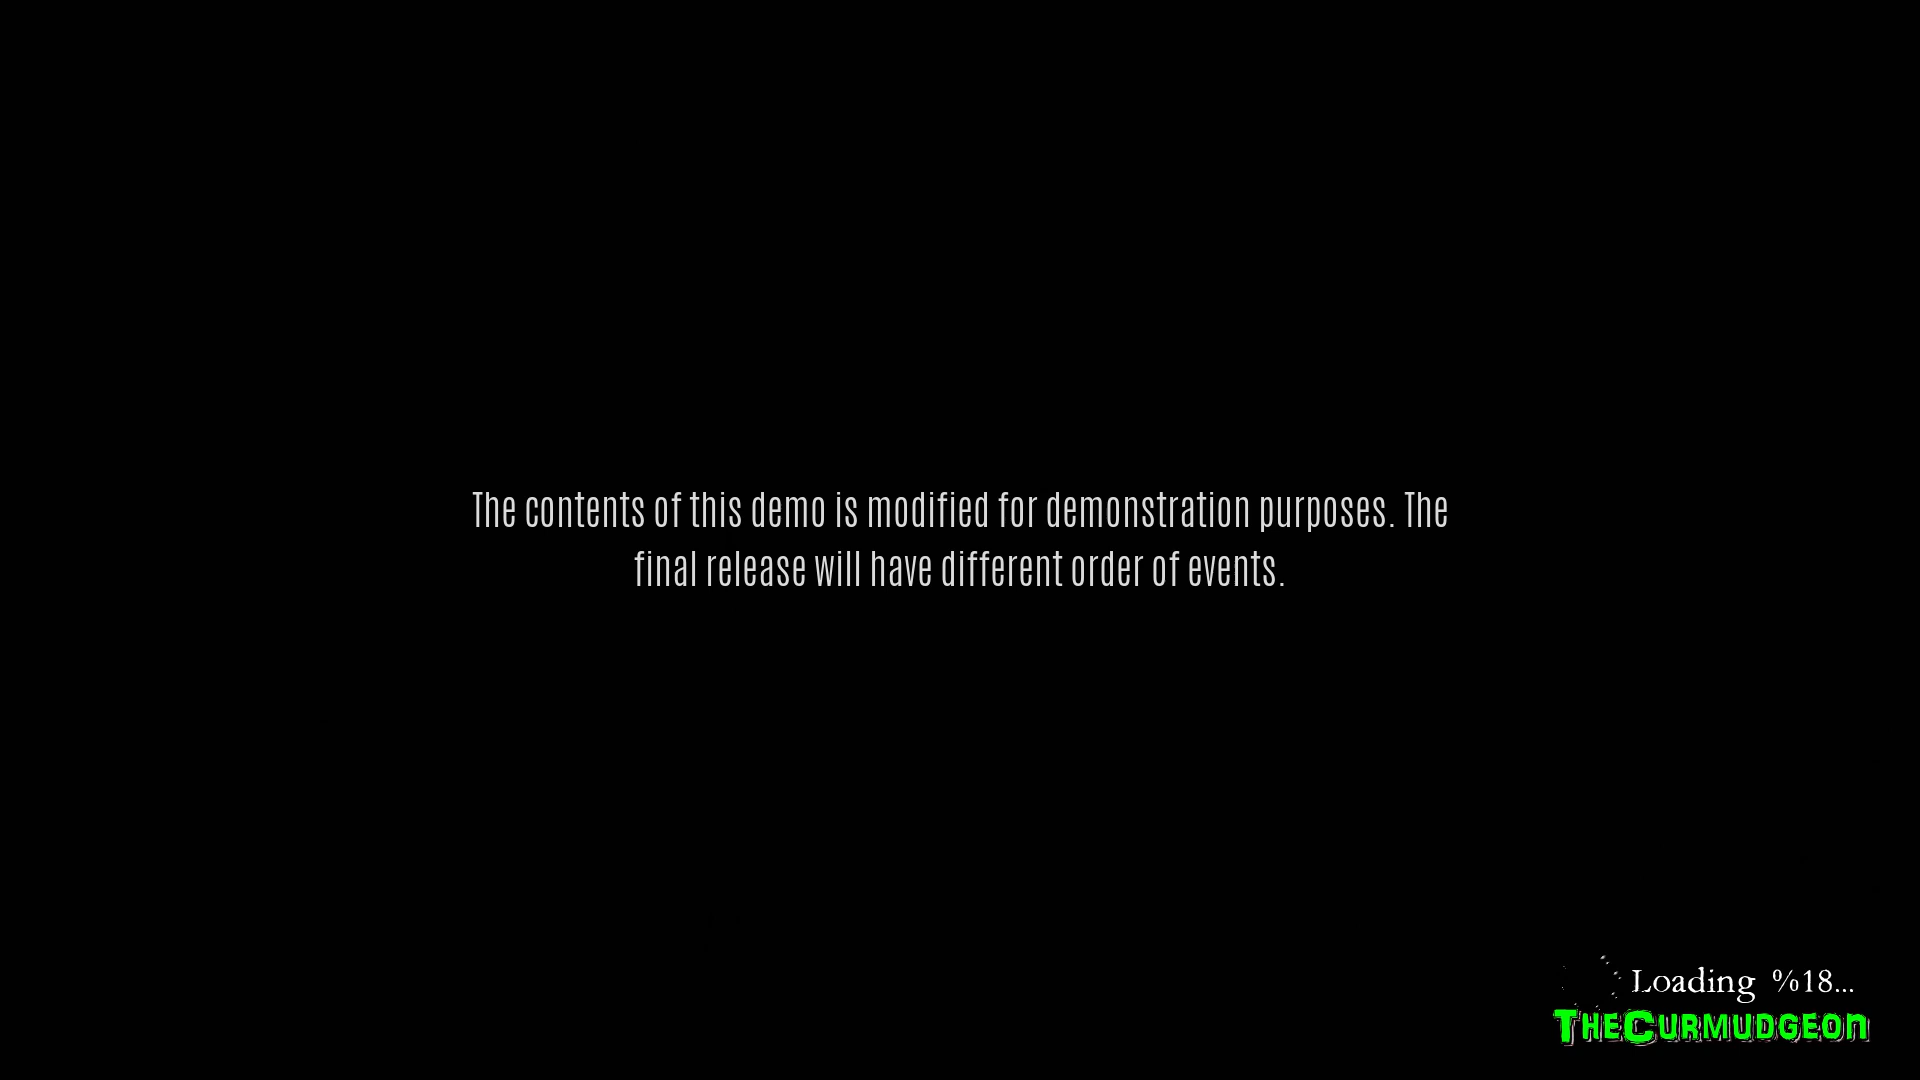 The contents of this demo is modified for demonstration purposes. The
final release will have different order of events.
Loading %18...
TheCurmudgeon